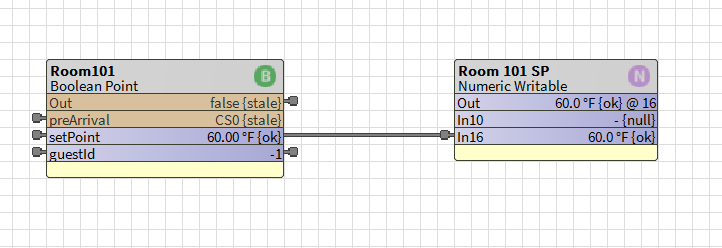 Room101
B
Boolean Point
Out false {stale}
preArrival CS0 {stale}
setPoint 60.00 °F {ok}
guestId -1
Room 101 SP
N
Numeric Writable
Out 60.0 °F {ok} @ 16
In10 - {null}
In16 60.0 °F {ok}